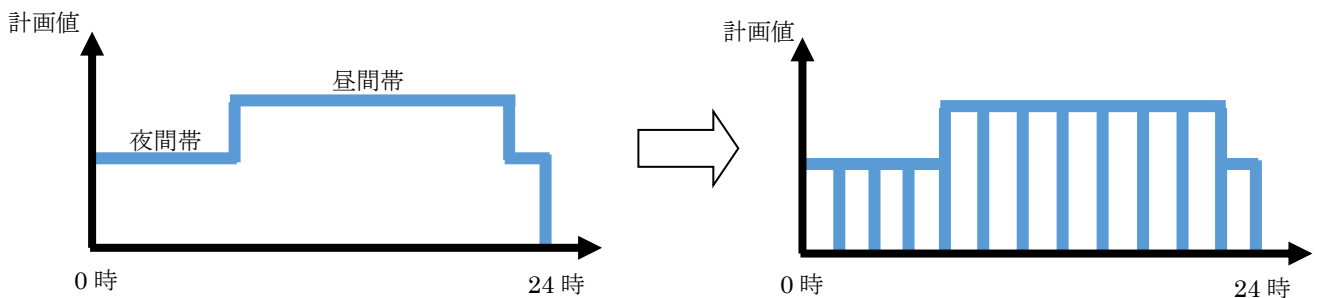 計画値
昼間帯
夜間帯
0 時
24 時
計画値
0 時
24 時